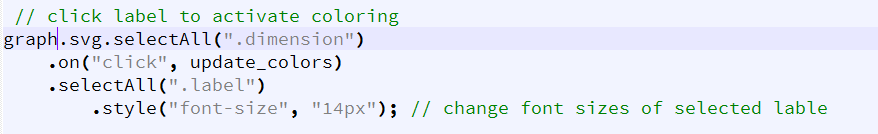 // click label to activate coloring
graph.svg.selectAll(".dimension")
.on("click", update_colors)
.selectAll(".label")
.style("font-size", "14px"); // change font sizes of selected lable